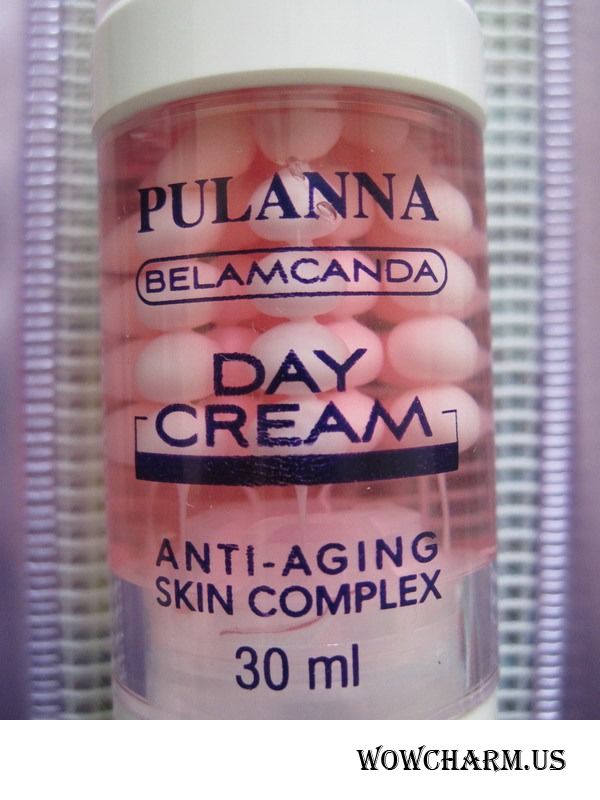 PULANNA
BELAMCANDA
DAY
CREAM
ANTI-AGING
SKIN COMPLEX
30 ml
WOWCHARM.US